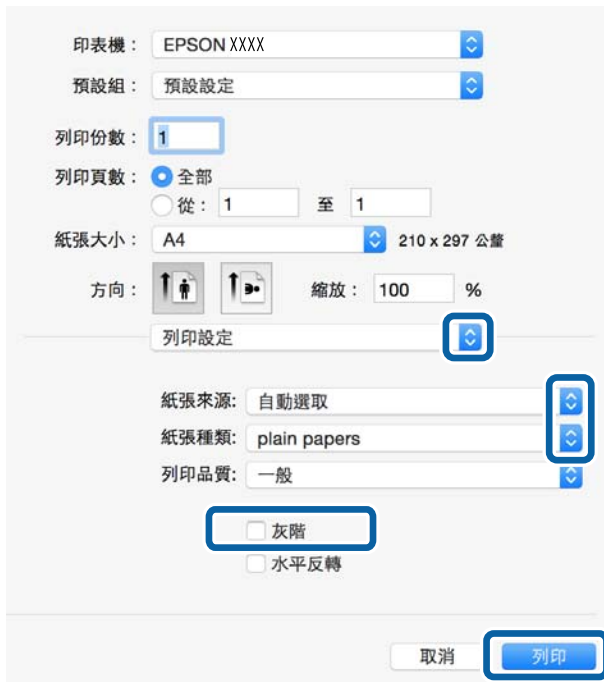 印表機： EPSON XXXX
預設組： 預設設定
列印份數： 1
列印頁數： 全部
從： 1 至 1
紙張大小： A4 210 x 297 公釐
方向： 縮放： 100 %
列印設定
紙張來源: 自動選取
紙張種類: plain papers
列印品質: 一般
灰階
水平反轉
取消 列印